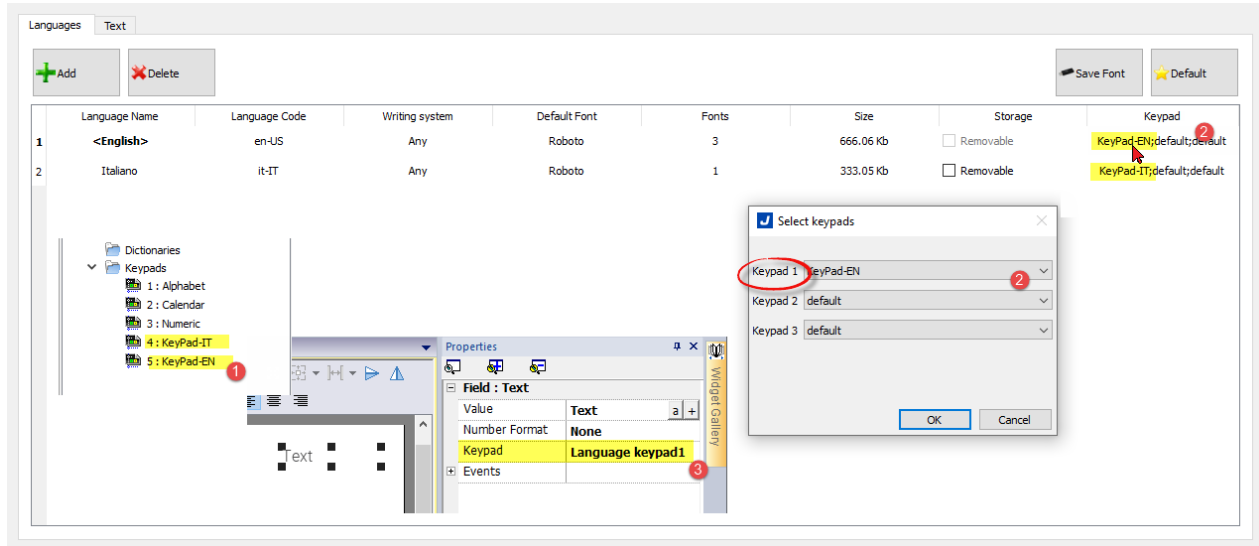 Languages Text
Add Delete Save Font Default
Language Name Language Code Writing system Default Font Fonts Size Storage Keypad
1 <English> en-US Any Roboto 3 666.06 Kb Removable KeyPad-EN;default;default 2
2 Italiano it-IT Any Roboto 1 333.05 Kb Removable KeyPad-IT;default;default
Dictionaries
Keypads
1 : Alphabet
2 : Calendar
3 : Numeric
4 : KeyPad-IT
5 : KeyPad-EN
1
Text
Properties
Field : Text
Value Text a +
Number Format None
Keypad Language keypad1
Events
3
Widget Gallery
Select keypads
Keypad 1 KeyPad-EN
2
Keypad 2 default
Keypad 3 default
OK Cancel